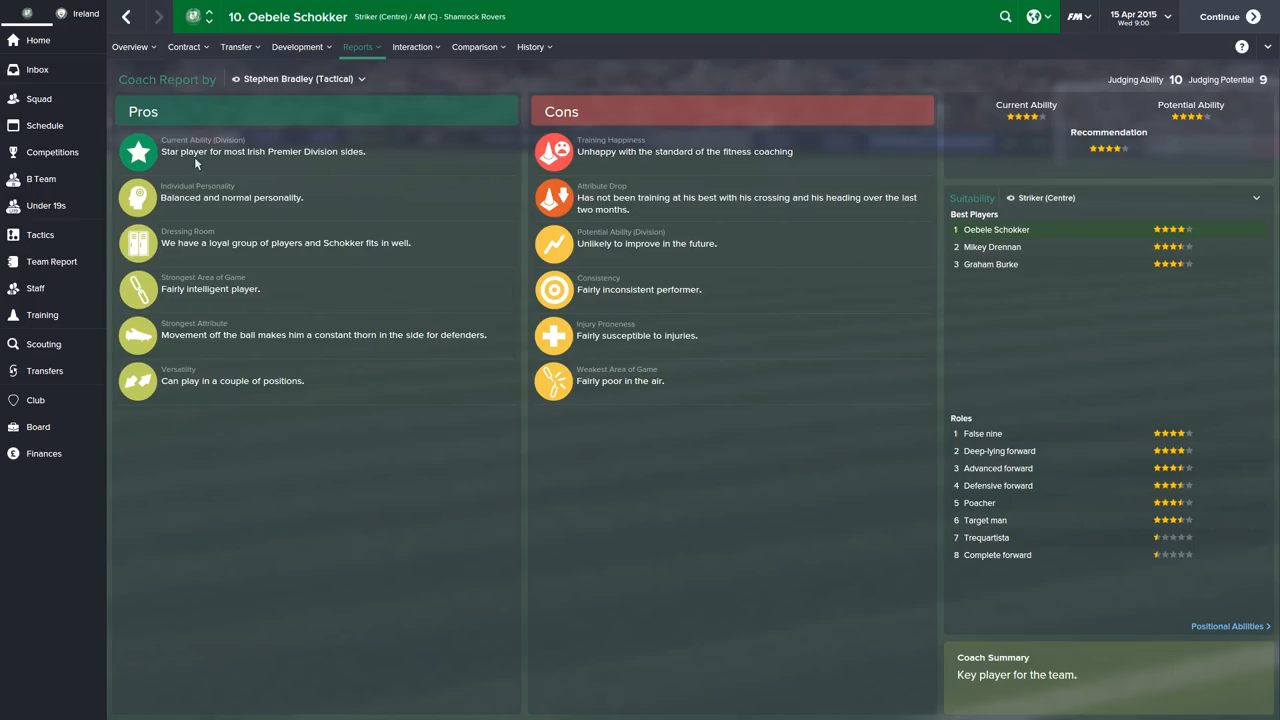 Ireland
10. Oebele Schokker
Striker (Centre) / AM (C) - Shamrock Rovers
FM
15 Apr 2015
Wed 9:00
Continue
Home
Inbox
Squad
Schedule
Competitions
B Team
Under 19s
Tactics
Team Report
Staff
Training
Scouting
Transfers
Club
Board
Finances
Overview
Contract
Transfer
Development
Reports
Interaction
Comparison
History
?
Coach Report by
Stephen Bradley (Tactical)
Judging Ability 10 Judging Potential 9
Pros
Current Ability (Division)
Star player for most Irish Premier Division sides.
Individual Personality
Balanced and normal personality.
Dressing Room
We have a loyal group of players and Schokker fits in well.
Strongest Area of Game
Fairly intelligent player.
Strongest Attribute
Movement off the ball makes him a constant thorn in the side for defenders.
Versatility
Can play in a couple of positions.
Cons
Training Happiness
Unhappy with the standard of the fitness coaching
Attribute Drop
Has not been training at his best with his crossing and his heading over the last
two months.
Potential Ability (Division)
Unlikely to improve in the future.
Consistency
Fairly inconsistent performer.
Injury Proneness
Fairly susceptible to injuries.
Weakest Area of Game
Fairly poor in the air.
Current Ability
Potential Ability
Recommendation
Suitability
Striker (Centre)
Best Players
1 Oebele Schokker
2 Mikey Drennan
3 Graham Burke
Roles
1 False nine
2 Deep-lying forward
3 Advanced forward
4 Defensive forward
5 Poacher
6 Target man
7 Trequartista
8 Complete forward
Positional Abilities
Coach Summary
Key player for the team.